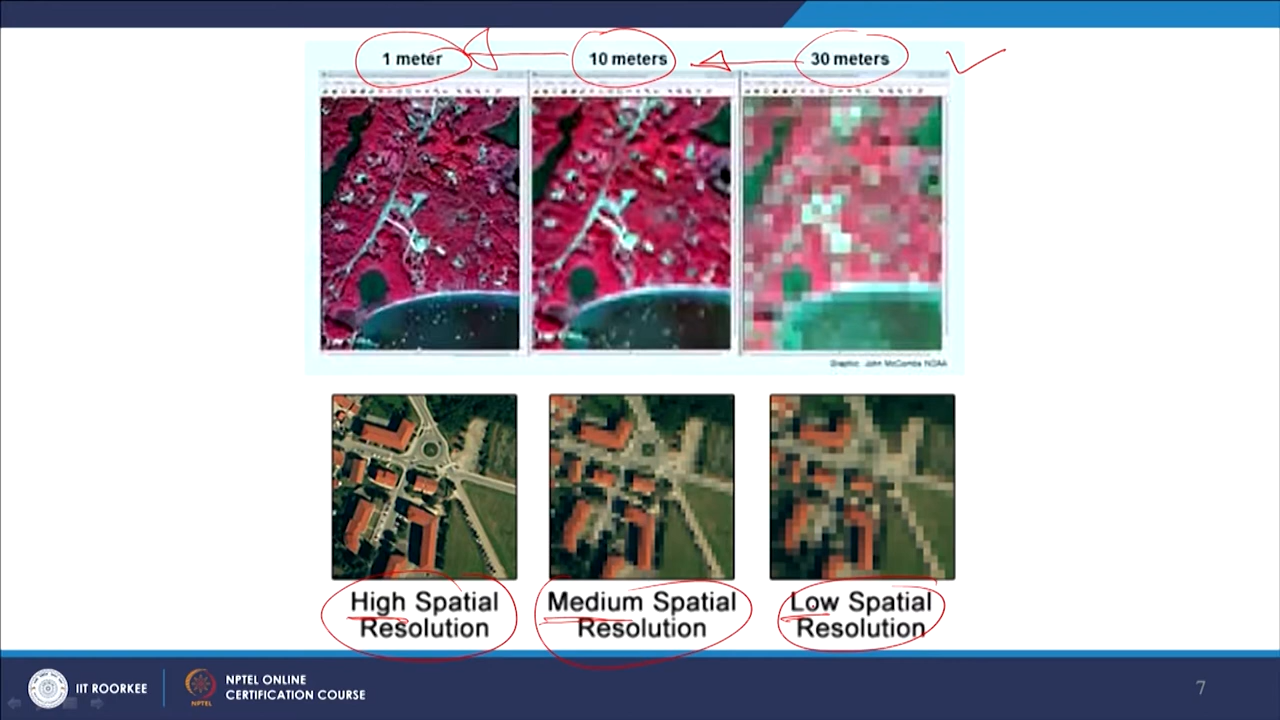 1 meter
10 meters
30 meters
Graphic: John McCombs NOAA
High Spatial
Resolution
Medium Spatial
Resolution
Low Spatial
Resolution
IIT ROORKEE
NPTEL
NPTEL ONLINE
CERTIFICATION COURSE
7